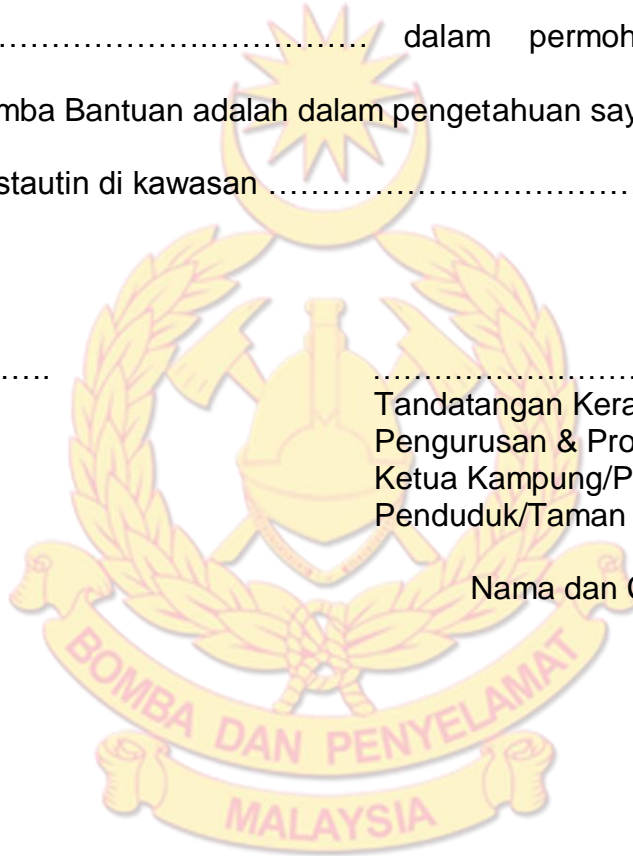 ……………………………… dalam permoh
mba Bantuan adalah dalam pengetahuan say
stautin di kawasan ………………………………
…..
……………………
Tandatangan Kera
Pengurusan & Pro
Ketua Kampung/P
Penduduk/Taman
Nama dan
BOMBA DAN PENYELAMAT
MALAYSIA